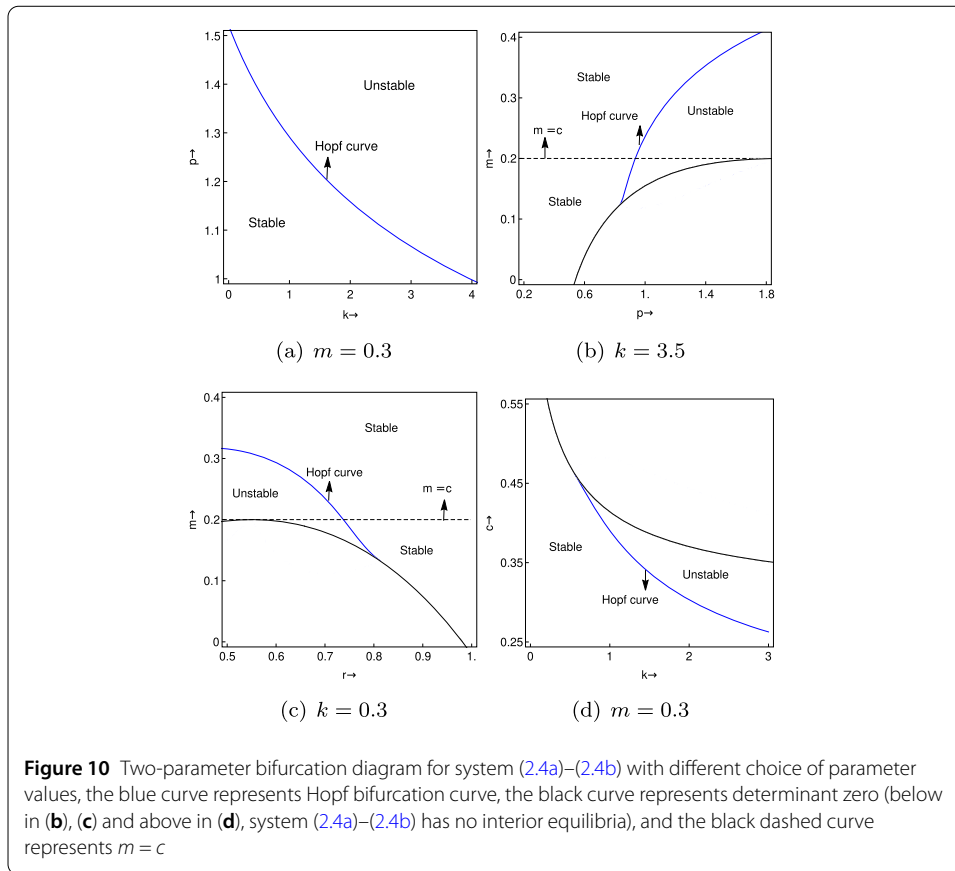 1.5
1.4
1.3
1.2
1.1
1
p→
0 1 2 3 4
k→
Unstable
Hopf curve
Stable
(a) m = 0.3
0.4
0.3
0.2
0.1
0
m→
0.2 0.6 1. 1.4 1.8
p→
Stable
Hopf curve
Unstable
m = c
Stable
(b) k = 3.5
0.4
0.3
0.2
0.1
0
m→
0.5 0.6 0.7 0.8 0.9 1.
r→
Stable
Hopf curve
Unstable
m = c
Stable
(c) k = 0.3
0.55
0.45
0.35
0.25
c→
0 1 2 3
k→
Stable
Unstable
Hopf curve
(d) m = 0.3
Figure 10 Two-parameter bifurcation diagram for system (2.4a)–(2.4b) with different choice of parameter
values, the blue curve represents Hopf bifurcation curve, the black curve represents determinant zero (below
in (b), (c) and above in (d), system (2.4a)–(2.4b) has no interior equilibria), and the black dashed curve
represents m = c